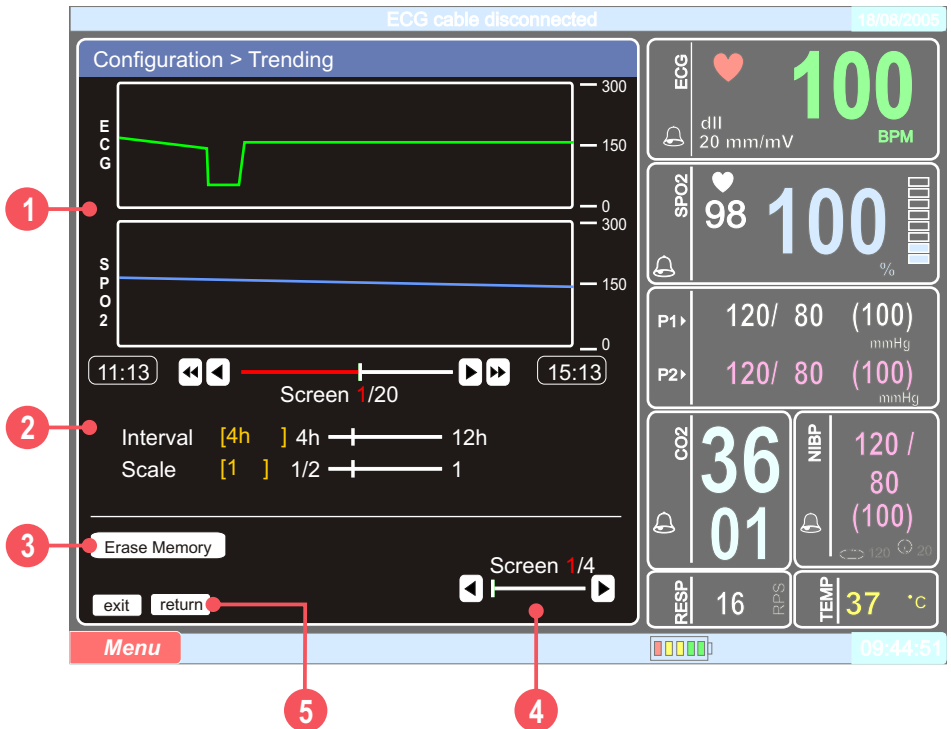 ECG cable disconnected 18/08/2005
Configuration > Trending
ECG
300
150
0
SPO2
300
150
0
11:13 15:13
Screen 1/20
Interval [4h ] 4h 12h
Scale [1 ] 1/2 1
Erase Memory
Screen 1/4
exit return
Menu 09:44:51
ECG
100
dII
20 mm/mV BPM
SPO2
98 100
%
P1 120/ 80 (100)
mmHg
P2 120/ 80 (100)
mmHg
CO2
36
01
NIBP
120 /
80
(100)
120 20
RESP 16 RPS
TEMP 37 °C
1
2
3
4
5